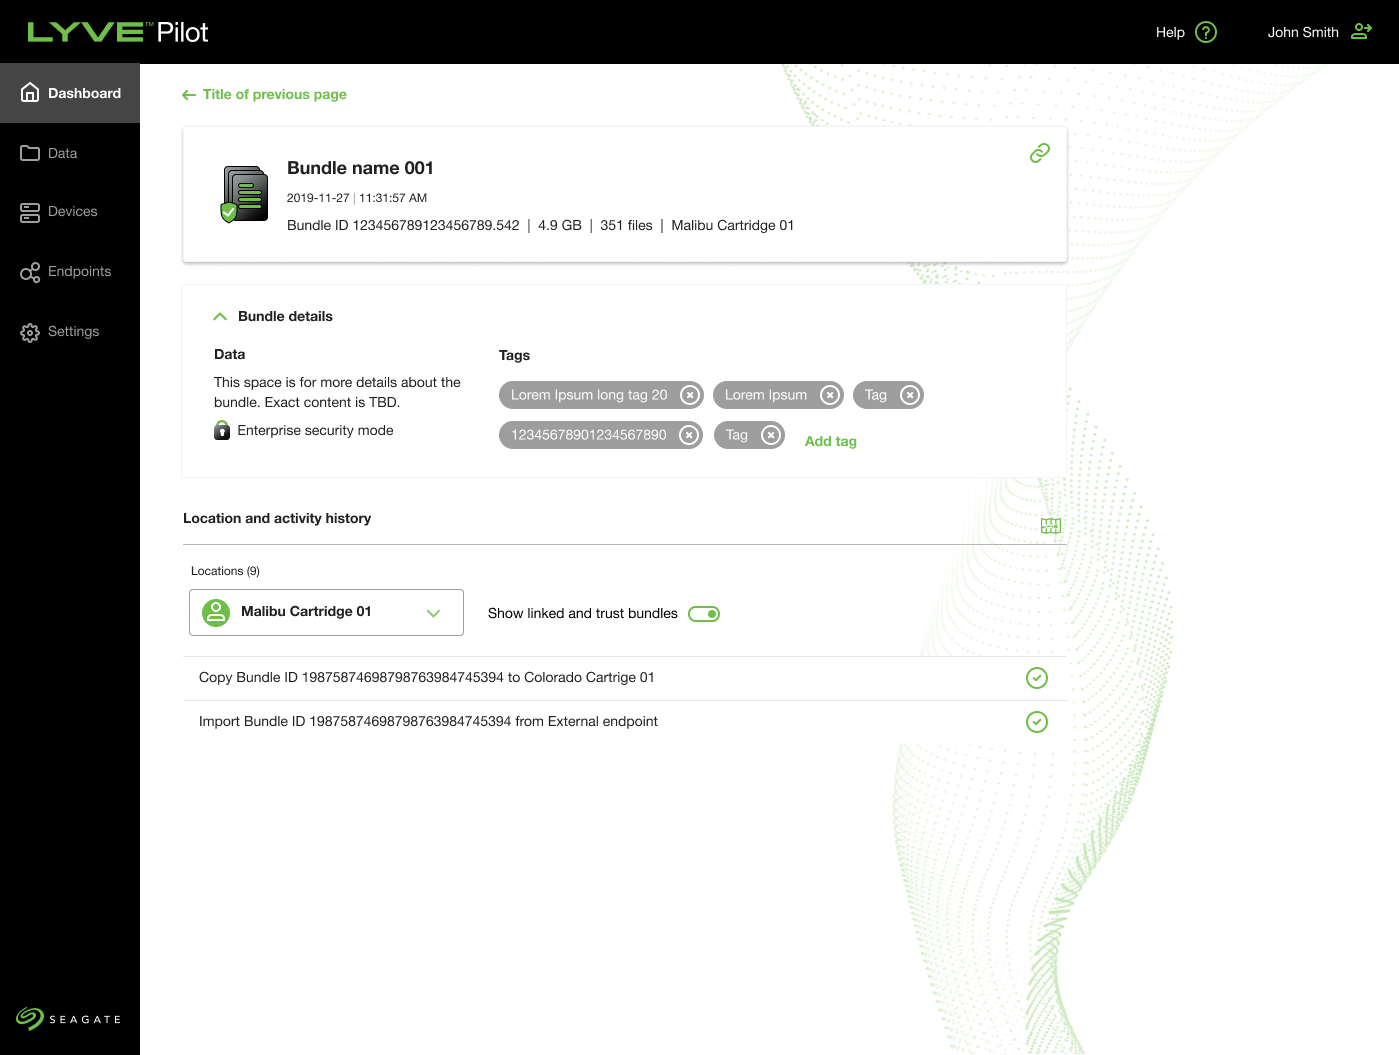 LYVE™ Pilot
Help
John Smith
Dashboard
Data
Devices
Endpoints
Settings
SEAGATE
Title of previous page
Bundle name 001
2019-11-27 | 11:31:57 AM
Bundle ID 123456789123456789.542 | 4.9 GB | 351 files | Malibu Cartridge 01
Bundle details
Data
This space is for more details about the
bundle. Exact content is TBD.
Enterprise security mode
Tags
Lorem Ipsum long tag 20
Lorem Ipsum
Tag
12345678901234567890
Tag
Add tag
Location and activity history
Locations (9)
Malibu Cartridge 01
Show linked and trust bundles
Copy Bundle ID 19875874698798763984745394 to Colorado Cartrige 01
Import Bundle ID 19875874698798763984745394 from External endpoint